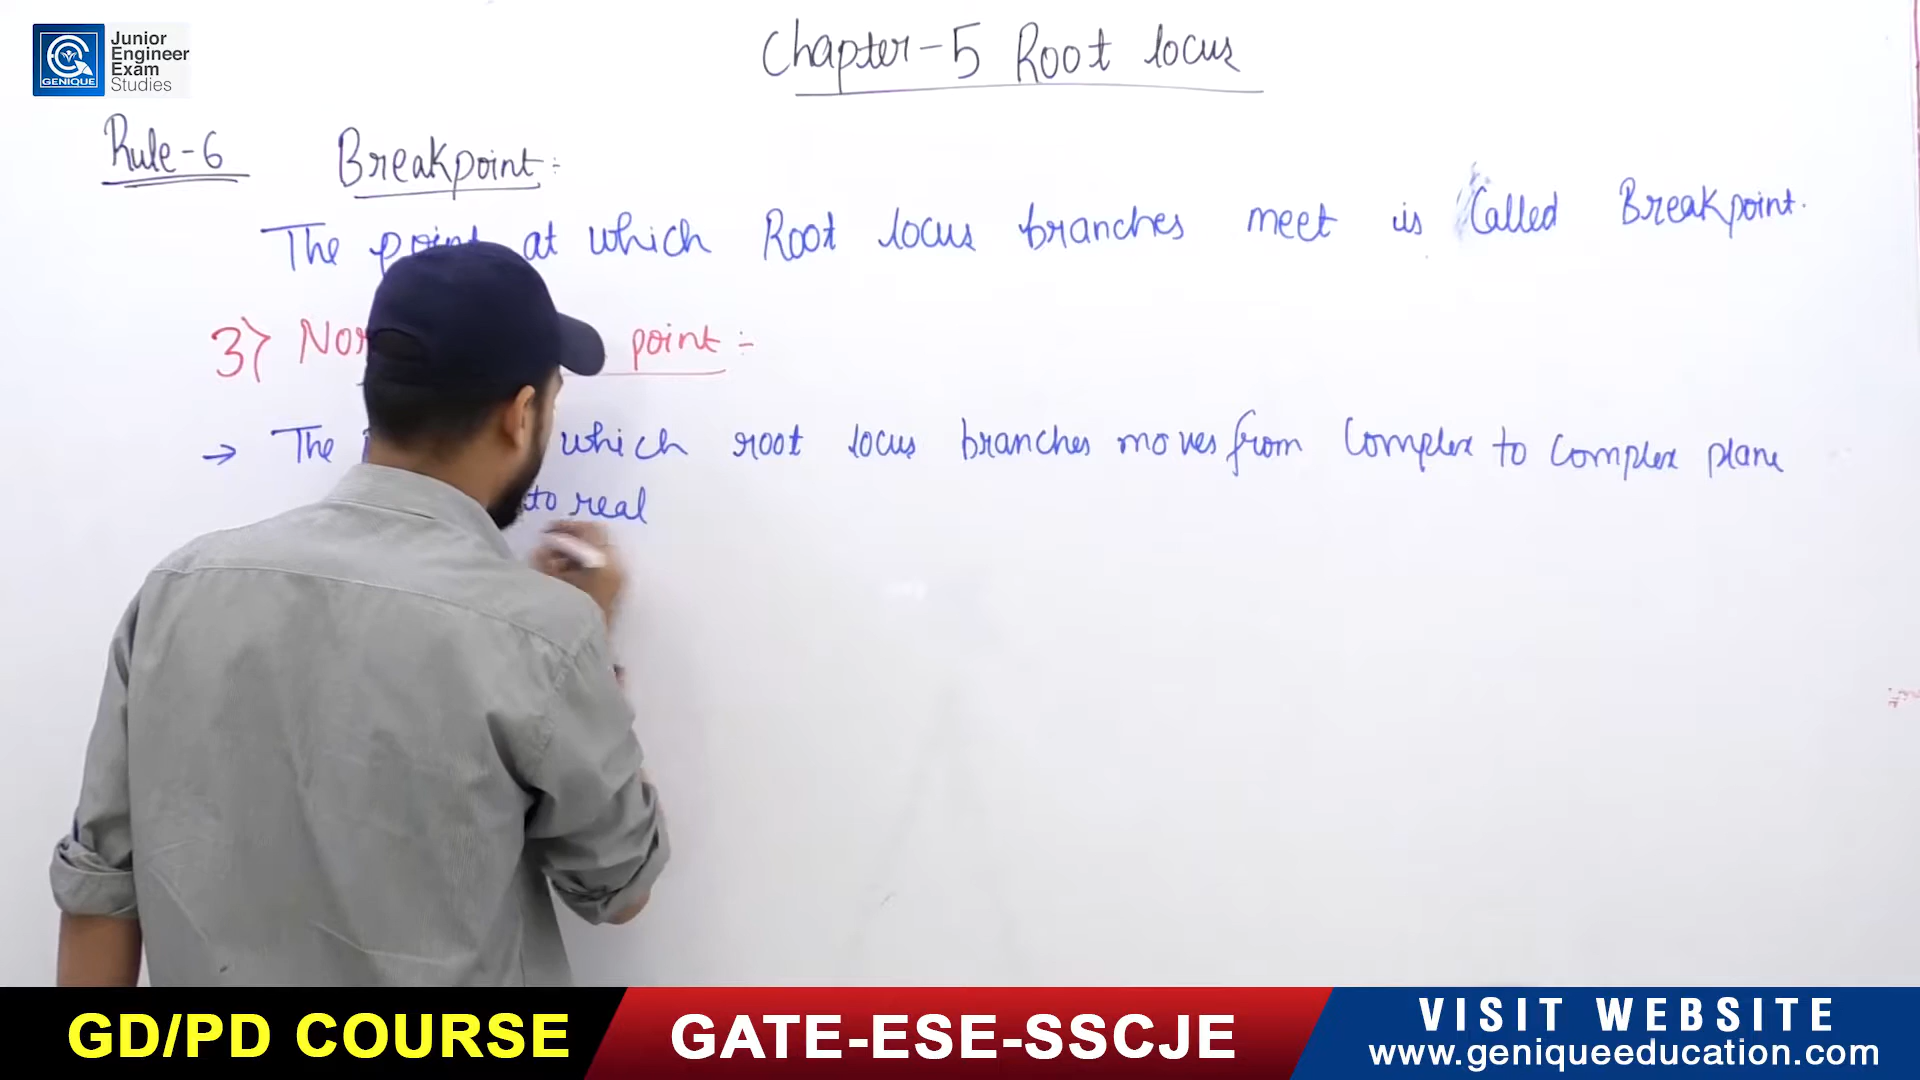 GENIQUE
Junior
Engineer
Exam
Studies
Chapter-5 Root locus
Rule-6 Breakpoint:-
The point at which Root locus branches meet is Called Breakpoint.
3) point :-
→ The which root locus branches moves from Complex to complex plane
to real
GD/PD COURSE
GATE-ESE-SSCJE
VISIT WEBSITE
www.geniqueeducation.com